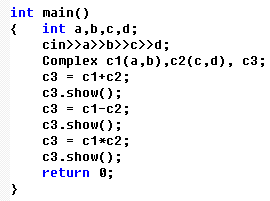 int main()
{   int a,b,c,d;
    cin>>a>>b>>c>>d;
    Complex c1(a,b),c2(c,d), c3;
    c3 = c1+c2;
    c3.show();
    c3 = c1-c2;
    c3.show();
    c3 = c1*c2;
    c3.show();
    return 0;
}